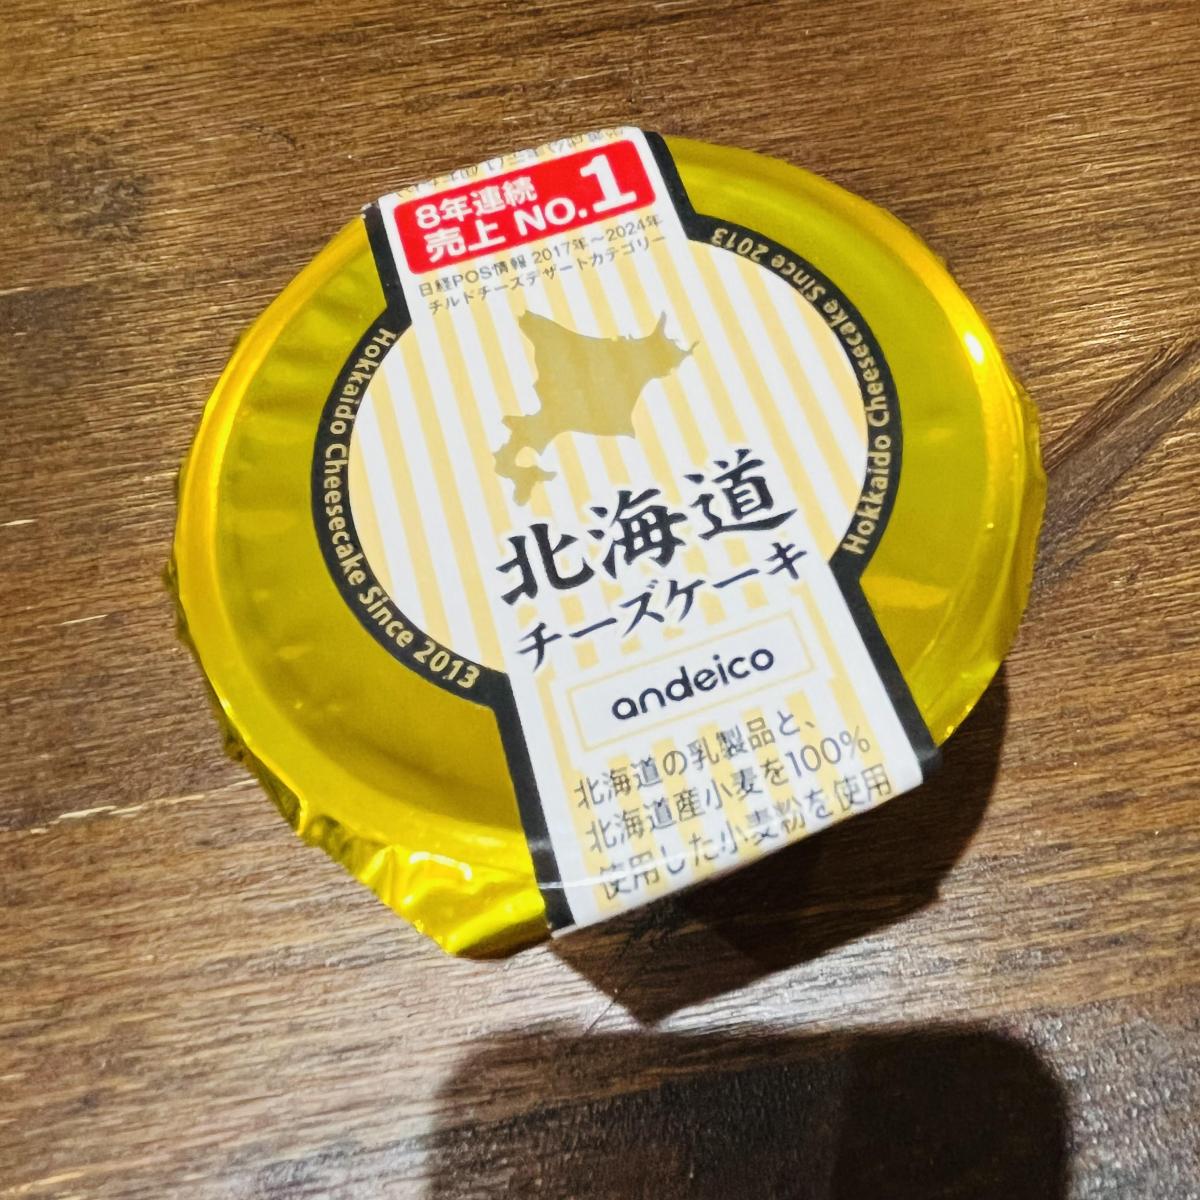 8年連続
売上 NO.1
日経POS情報 2017年～2024年
チルドチーズデザートカテゴリー
Hokkaido Cheesecake Since 2013
Hokkaido Cheesecake Since 2013
北海道
チーズケーキ
andeico
北海道の乳製品と、
北海道産小麦を100%
使用した小麦粉を使用